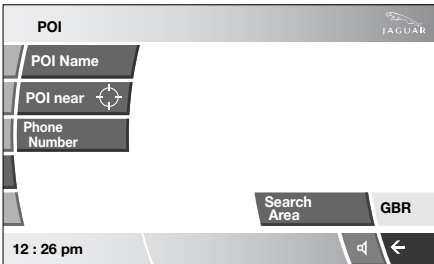 POI
JAGUAR
POI Name
POI near
Phone
Number
Search
Area
GBR
12 : 26 pm